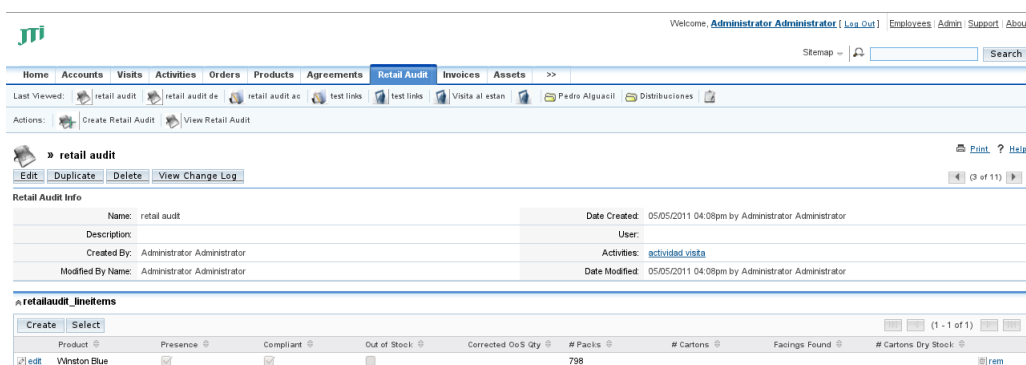 Welcome, Administrator Administrator [ Log Out ] Employees | Admin | Support | Abou
JTi
Sitemap Search
Home Accounts Visits Activities Orders Products Agreements Retail Audit Invoices Assets >>
Last Viewed: retail audit retail audit de retail audit ac test links test links Visita al estan Pedro Alguacil Distribuciones
Actions: Create Retail Audit View Retail Audit
» retail audit Print ? Help
Edit Duplicate Delete View Change Log (3 of 11)
Retail Audit Info
Name: retail audit Date Created: 05/05/2011 04:08pm by Administrator Administrator
Description: User:
Created By: Administrator Administrator Activities: actividad visita
Modified By Name: Administrator Administrator Date Modified: 05/05/2011 04:08pm by Administrator Administrator
retailaudit_lineitems
Create Select (1 - 1 of 1)
Product Presence Compliant Out of Stock Corrected OoS Qty # Packs # Cartons Facings Found # Cartons Dry Stock
edit Winston Blue 798 rem